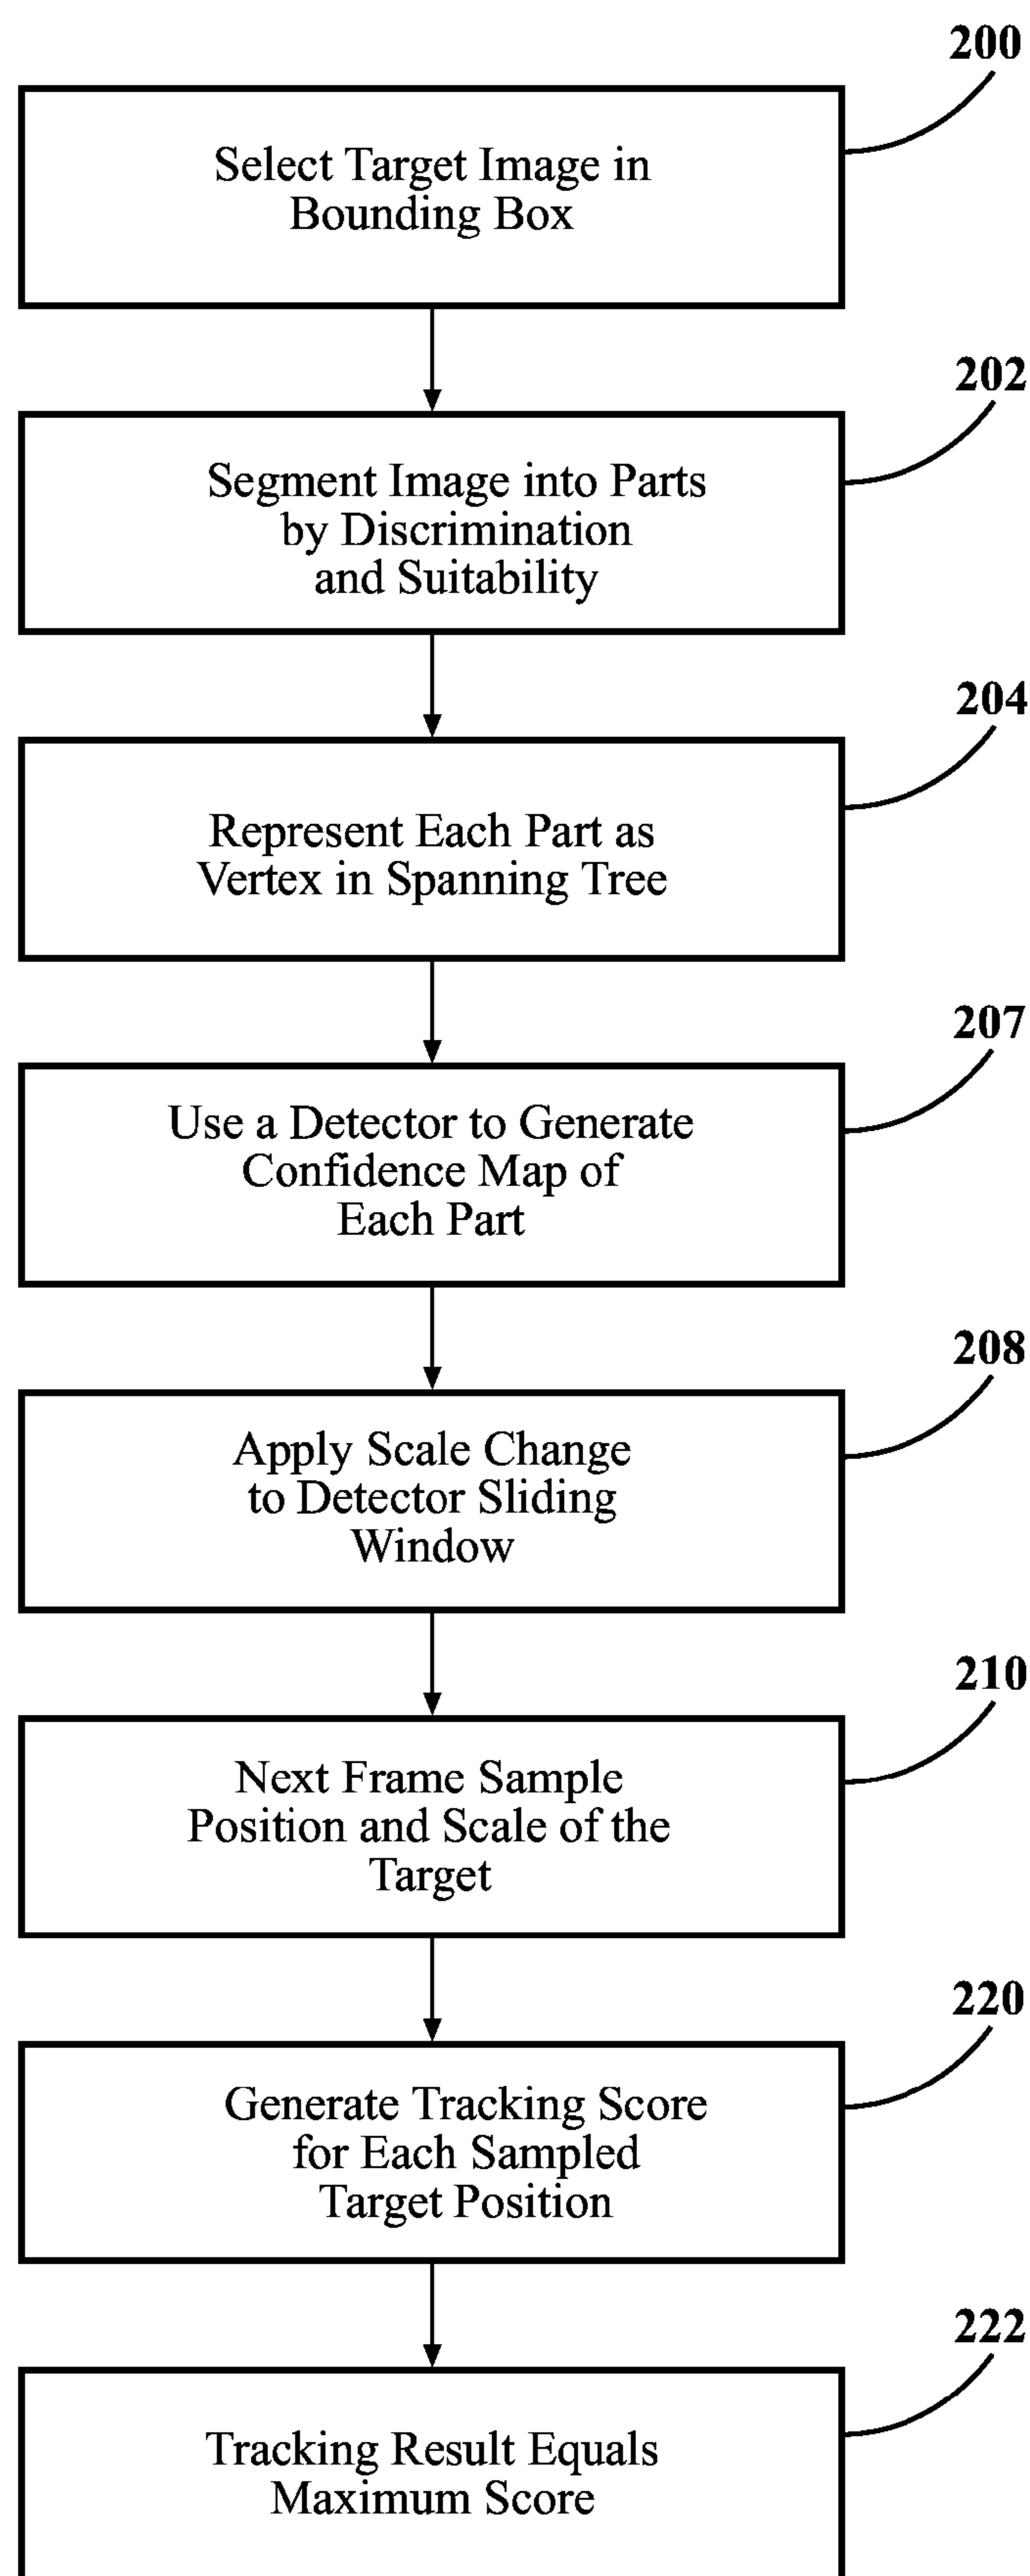 200
Select Target Image in
Bounding Box
202
Segment Image into Parts
by Discrimination
and Suitability
204
Represent Each Part as
Vertex in Spanning Tree
207
Use a Detector to Generate
Confidence Map of
Each Part
208
Apply Scale Change
to Detector Sliding
Window
210
Next Frame Sample
Position and Scale of the
Target
220
Generate Tracking Score
for Each Sampled
Target Position
222
Tracking Result Equals
Maximum Score